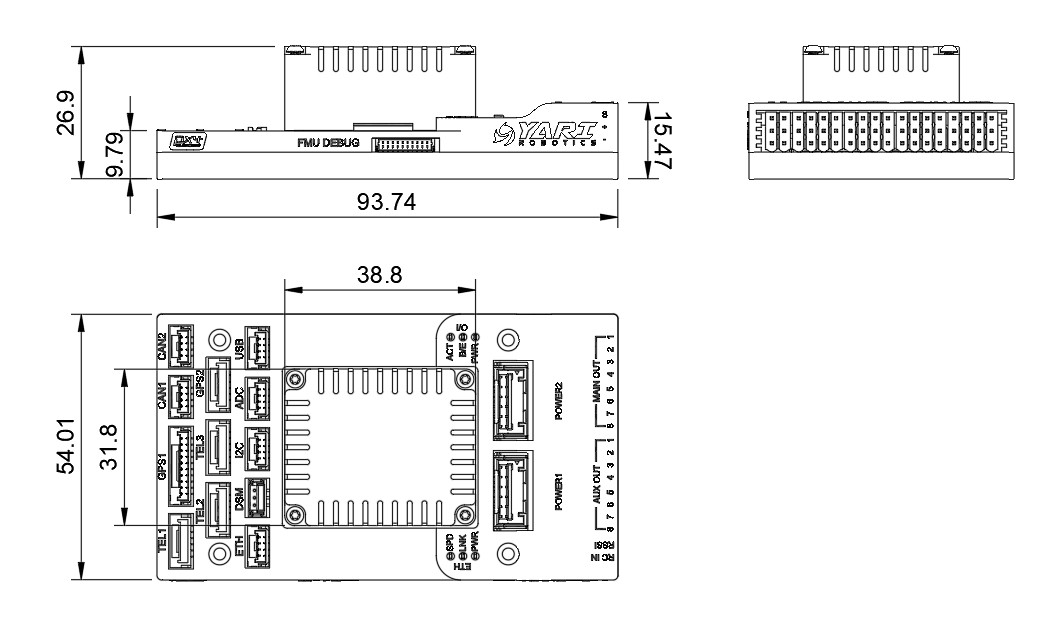 26.9
9.79
15.47
93.74
PX4
FMU DEBUG
YARI
ROBOTICS
S
+
-
38.8
54.01
31.8
CAN2
USB
GPS2
CAN1
ADC
GPS1
TEL3
I2C
DSM
TEL2
TEL1
ETH
I/O
ACT
B/E
PWR
POWER2
POWER1
MAIN OUT
1
2
3
4
5
6
7
8
AUX OUT
1
2
3
4
5
6
7
8
SPD
LNK
PWR
ETH
RSSI
RC IN